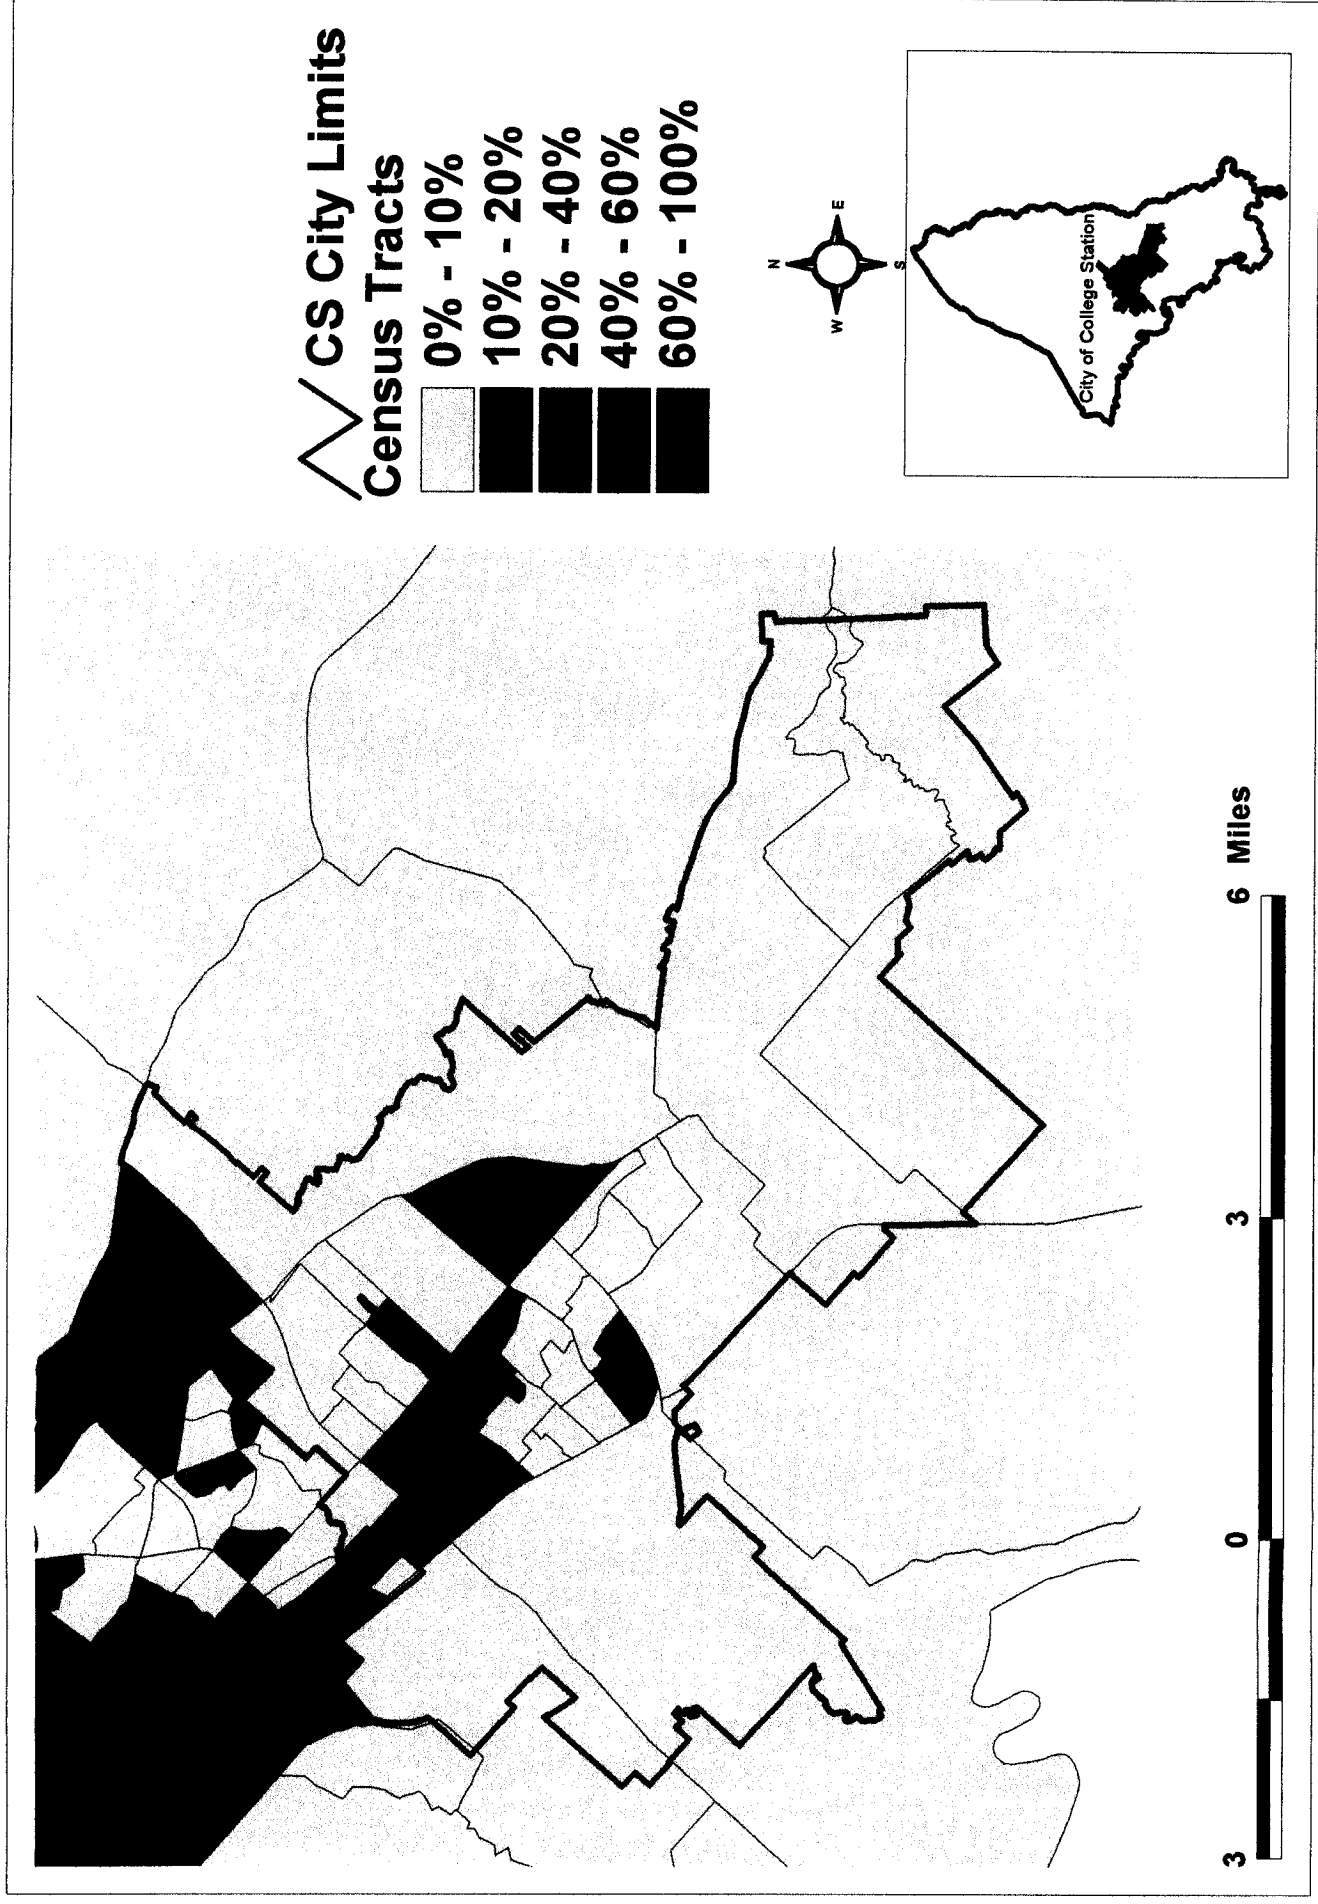 CS City Limits
Census Tracts
0% - 10%
10% - 20%
20% - 40%
40% - 60%
60% - 100%
N
W
E
S
City of College Station
3
0
3
6 Miles